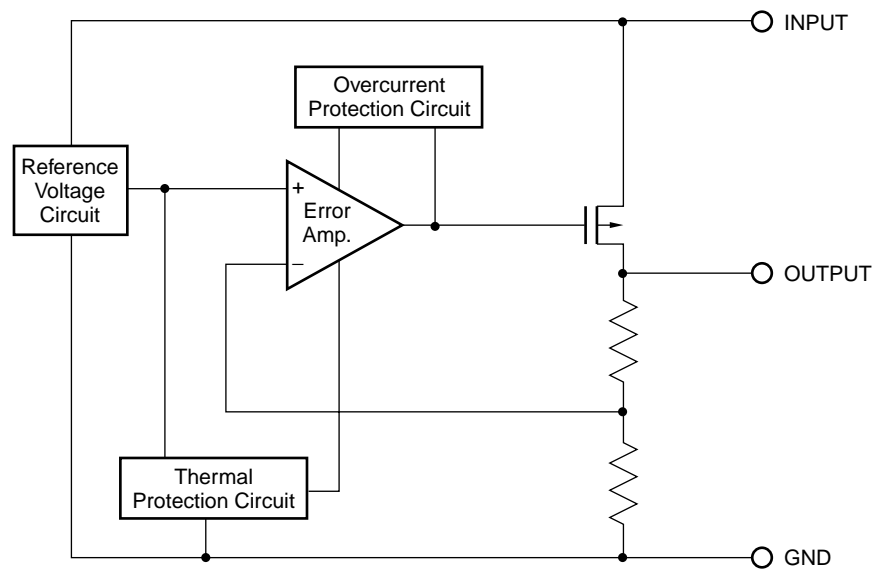 INPUT
Overcurrent
Protection Circuit
Reference
Voltage
Circuit
+
Error
Amp.
−
OUTPUT
Thermal
Protection Circuit
GND